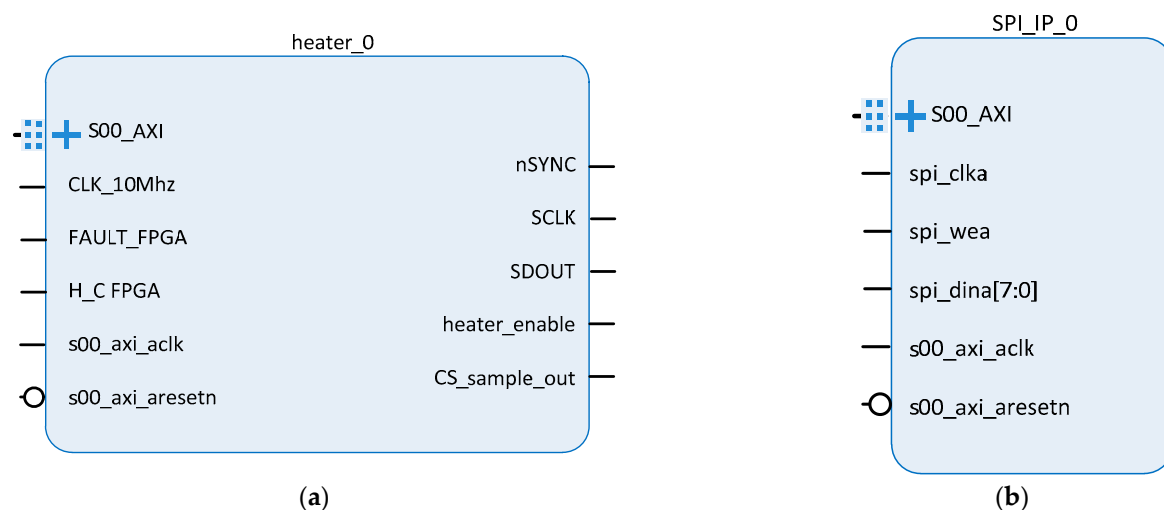 heater_0
S00_AXI
CLK_10Mhz
FAULT_FPGA
H_C FPGA
s00_axi_aclk
s00_axi_aresetn
nSYNC
SCLK
SDOUT
heater_enable
CS_sample_out
(a)
SPI_IP_0
S00_AXI
spi_clka
spi_wea
spi_dina[7:0]
s00_axi_aclk
s00_axi_aresetn
(b)